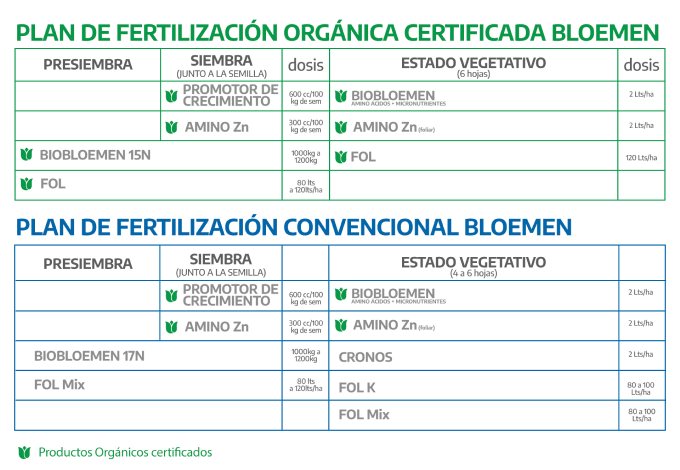 PLAN DE FERTILIZACIÓN ORGÁNICA CERTIFICADA BLOEMEN
PRESIEMBRA
SIEMBRA
(JUNTO A LA SEMILLA)
dosis
ESTADO VEGETATIVO
(6 hojas)
dosis
PROMOTOR DE
CRECIMIENTO
600 cc/100
kg de sem
BIOBLOEMEN
AMINO ÁCIDOS + MICRONUTRIENTES
2 Lts/ha
AMINO Zn
300 cc/100
kg de sem
AMINO Zn (foliar)
2 Lts/ha
BIOBLOEMEN 15N
1000kg a
1200kg
FOL
120 Lts/ha
FOL
80 lts
a 120lts/ha
PLAN DE FERTILIZACIÓN CONVENCIONAL BLOEMEN
PRESIEMBRA
SIEMBRA
(JUNTO A LA SEMILLA)
ESTADO VEGETATIVO
(4 a 6 hojas)
PROMOTOR DE
CRECIMIENTO
600 cc/100
kg de sem
BIOBLOEMEN
AMINO ÁCIDOS + MICRONUTRIENTES
2 Lts/ha
AMINO Zn
300 cc/100
kg de sem
AMINO Zn (foliar)
2 Lts/ha
BIOBLOEMEN 17N
1000kg a
1200kg
CRONOS
2 Lts/ha
FOL Mix
80 lts
a 120lts/ha
FOL K
80 a 100
Lts/ha
FOL Mix
80 a 100
Lts/ha
Productos Orgánicos certificados